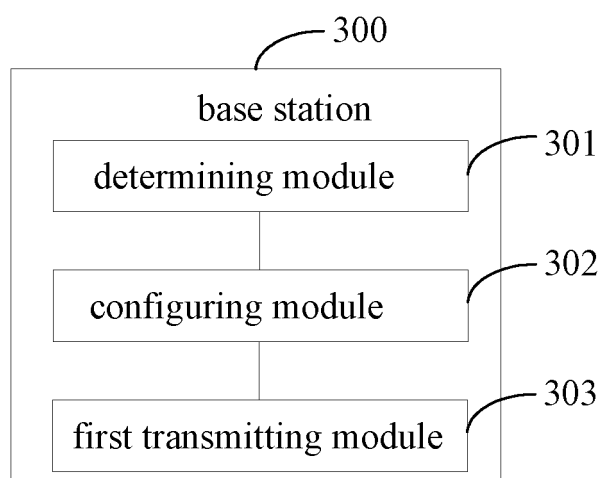 300
base station
301
determining module
302
configuring module
303
first transmitting module